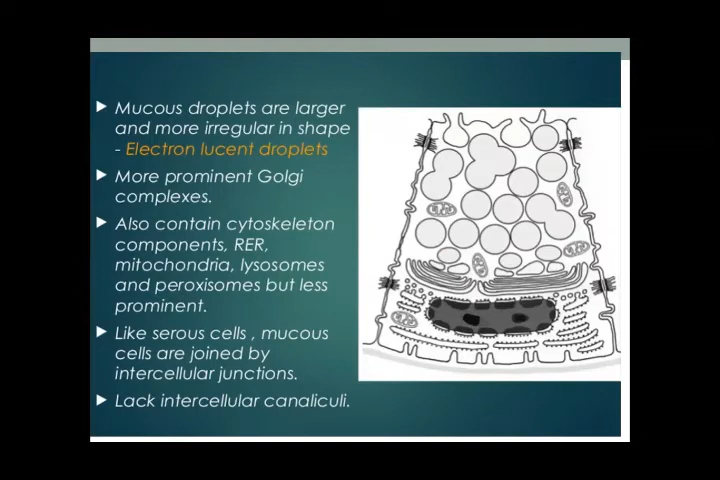 Mucous droplets are larger
and more irregular in shape
- Electron lucent droplets
More prominent Golgi
complexes.
Also contain cytoskeleton
components, RER,
mitochondria, lysosomes
and peroxisomes but less
prominent.
Like serous cells , mucous
cells are joined by
intercellular junctions.
Lack intercellular canaliculi.